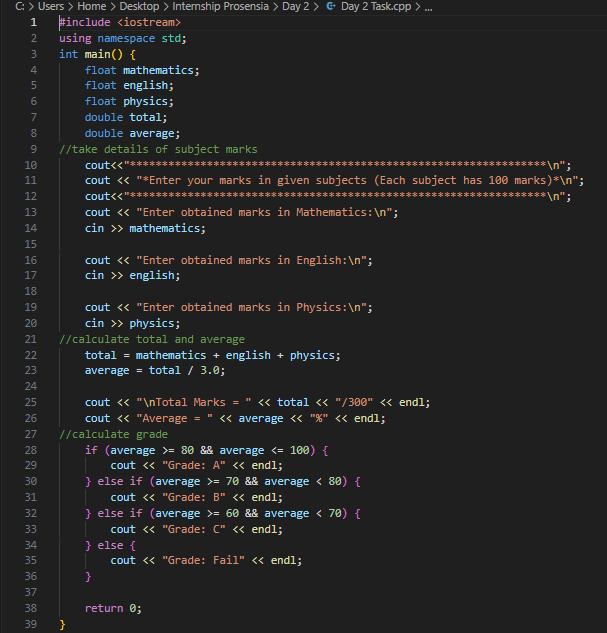 C: > Users > Home > Desktop > Internship Prosensia > Day 2 > Day 2 Task.cpp > ...
1 #include <iostream>
2 using namespace std;
3 int main() {
4     float mathematics;
5     float english;
6     float physics;
7     double total;
8     double average;
9 //take details of subject marks
10     cout<<"*****************************************************************\n";
11     cout << "*Enter your marks in given subjects (Each subject has 100 marks)*\n";
12     cout<<"*****************************************************************\n";
13     cout << "Enter obtained marks in Mathematics:\n";
14     cin >> mathematics;
15
16     cout << "Enter obtained marks in English:\n";
17     cin >> english;
18
19     cout << "Enter obtained marks in Physics:\n";
20     cin >> physics;
21 //calculate total and average
22     total = mathematics + english + physics;
23     average = total / 3.0;
24
25     cout << "\nTotal Marks = " << total << "/300" << endl;
26     cout << "Average = " << average << "%" << endl;
27 //calculate grade
28     if (average >= 80 && average <= 100) {
29         cout << "Grade: A" << endl;
30     } else if (average >= 70 && average < 80) {
31         cout << "Grade: B" << endl;
32     } else if (average >= 60 && average < 70) {
33         cout << "Grade: C" << endl;
34     } else {
35         cout << "Grade: Fail" << endl;
36     }
37
38     return 0;
39 }